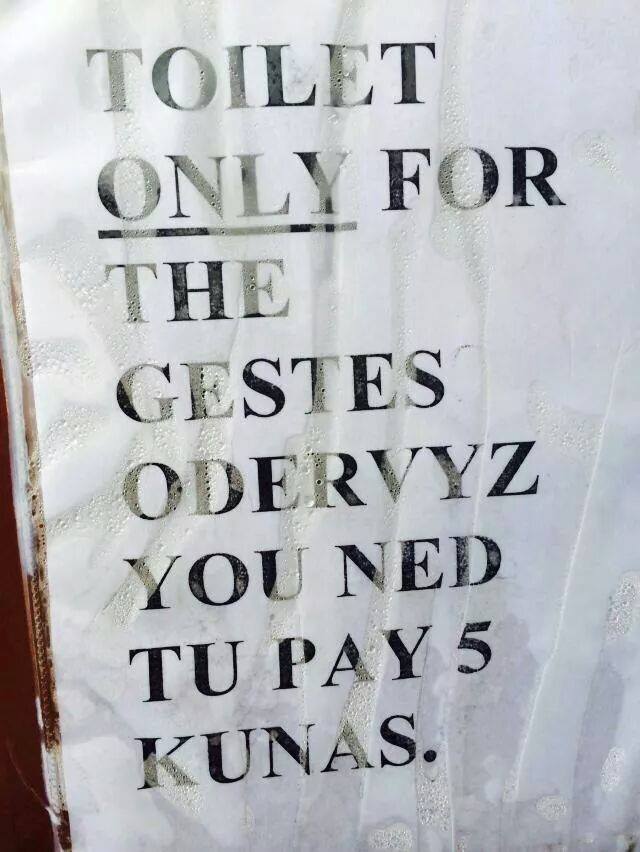 TOILET
ONLY FOR
THE
GESTES
ODERVYZ
YOU NED
TU PAY 5
KUNAS.